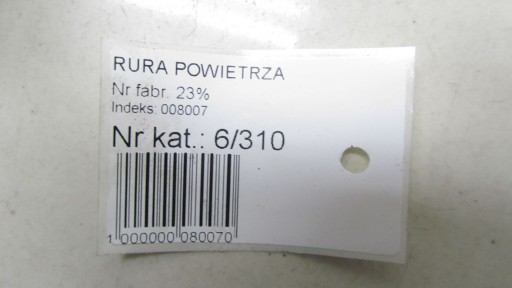 RURA POWIETRZA
Nr fabr. 23%
Indeks: 008007
Nr kat.: 6/310
1 000000 080070